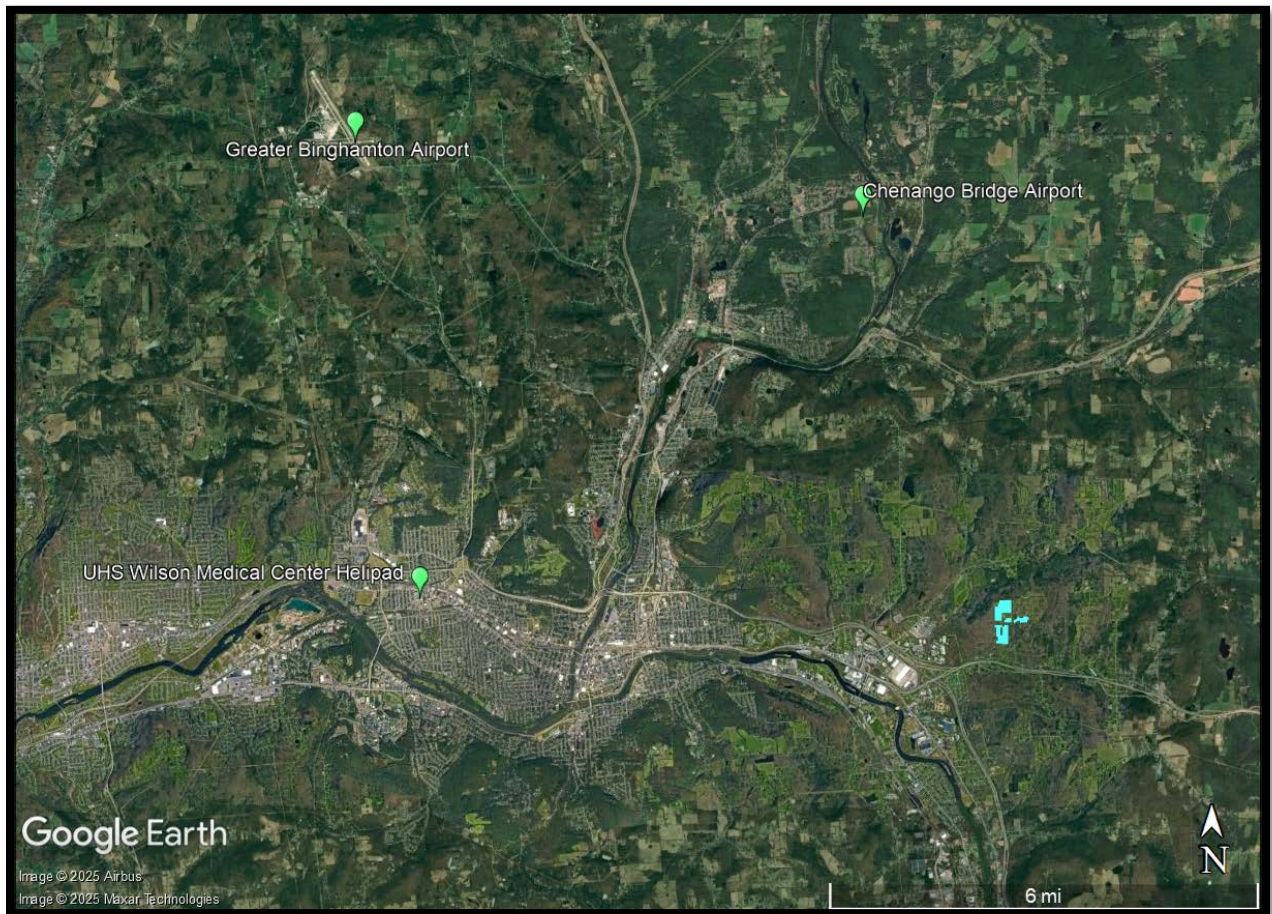 Greater Binghamton Airport
Chenango Bridge Airport
UHS Wilson Medical Center Helipad
Google Earth
Image © 2025 Airbus
Image © 2025 Maxar Technologies
N
6 mi